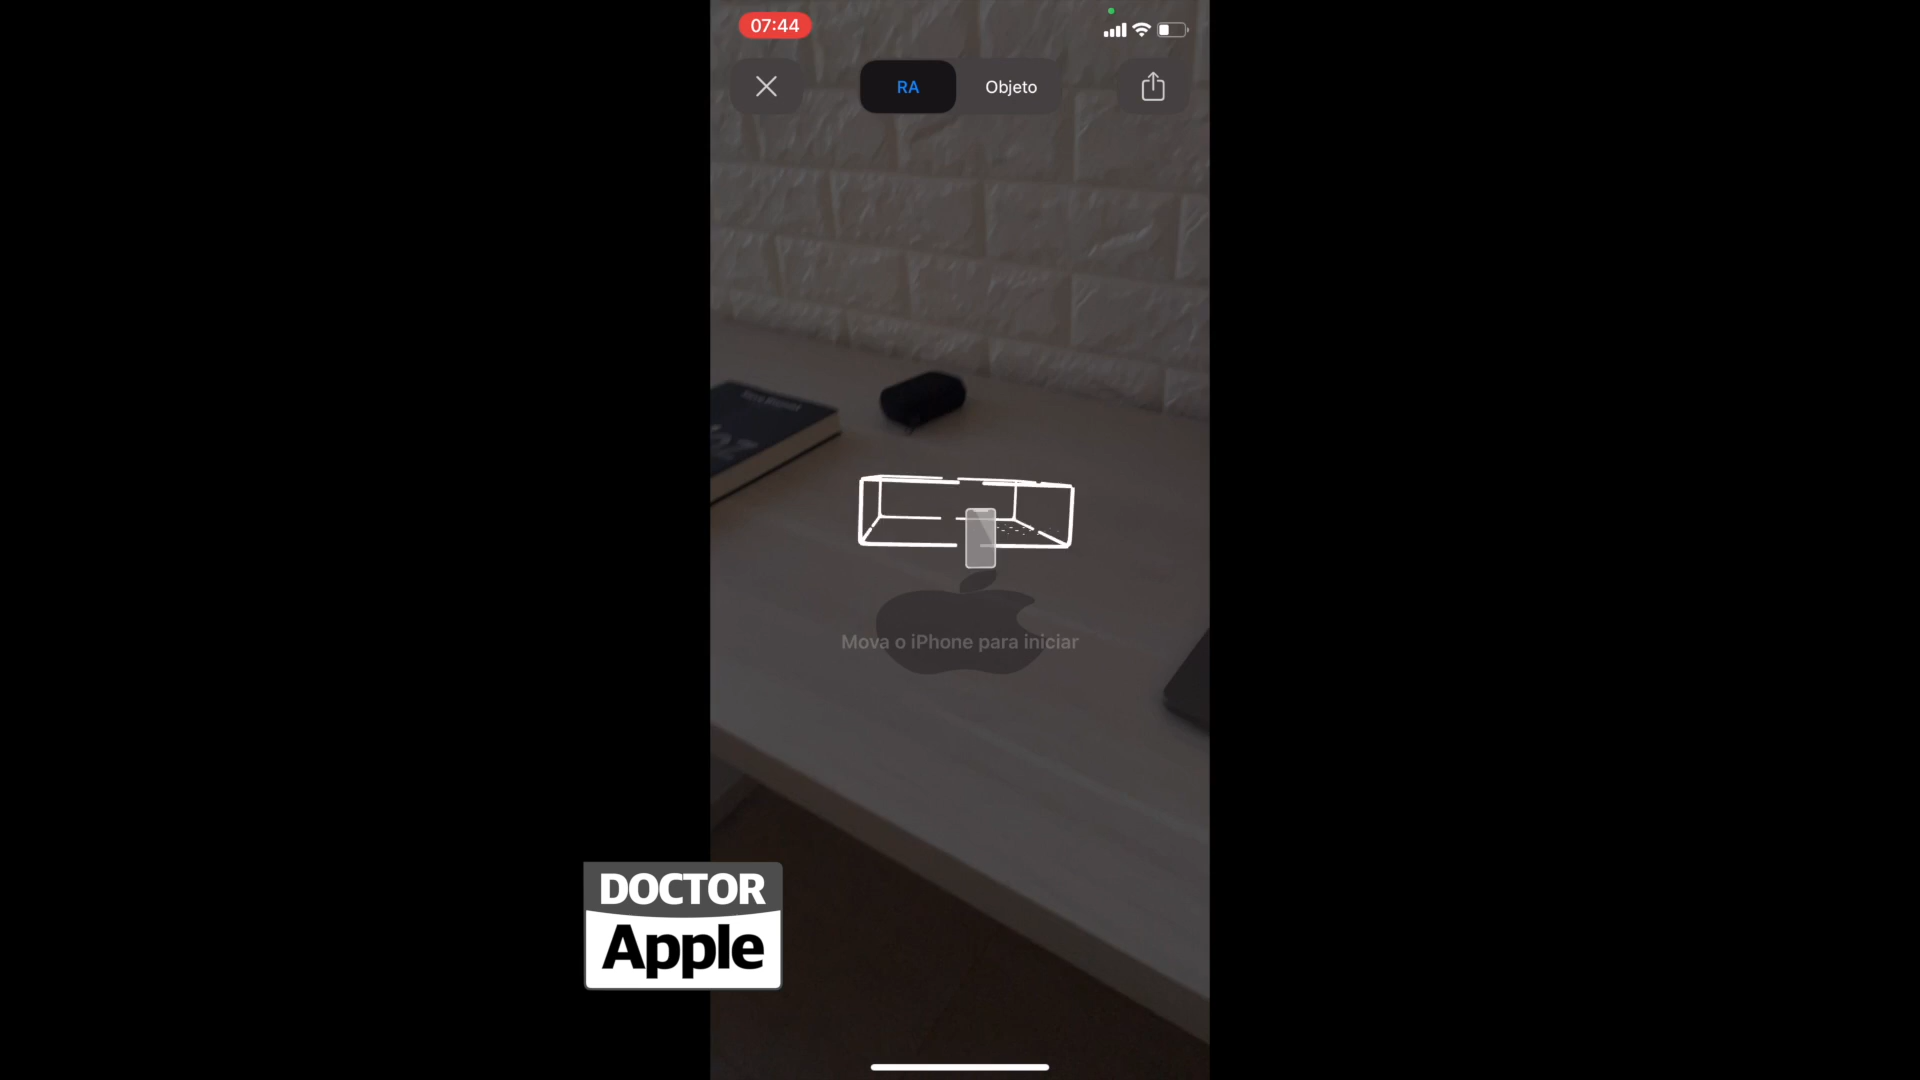 07:44
RA
Objeto
Mova o iPhone para iniciar
DOCTOR
Apple